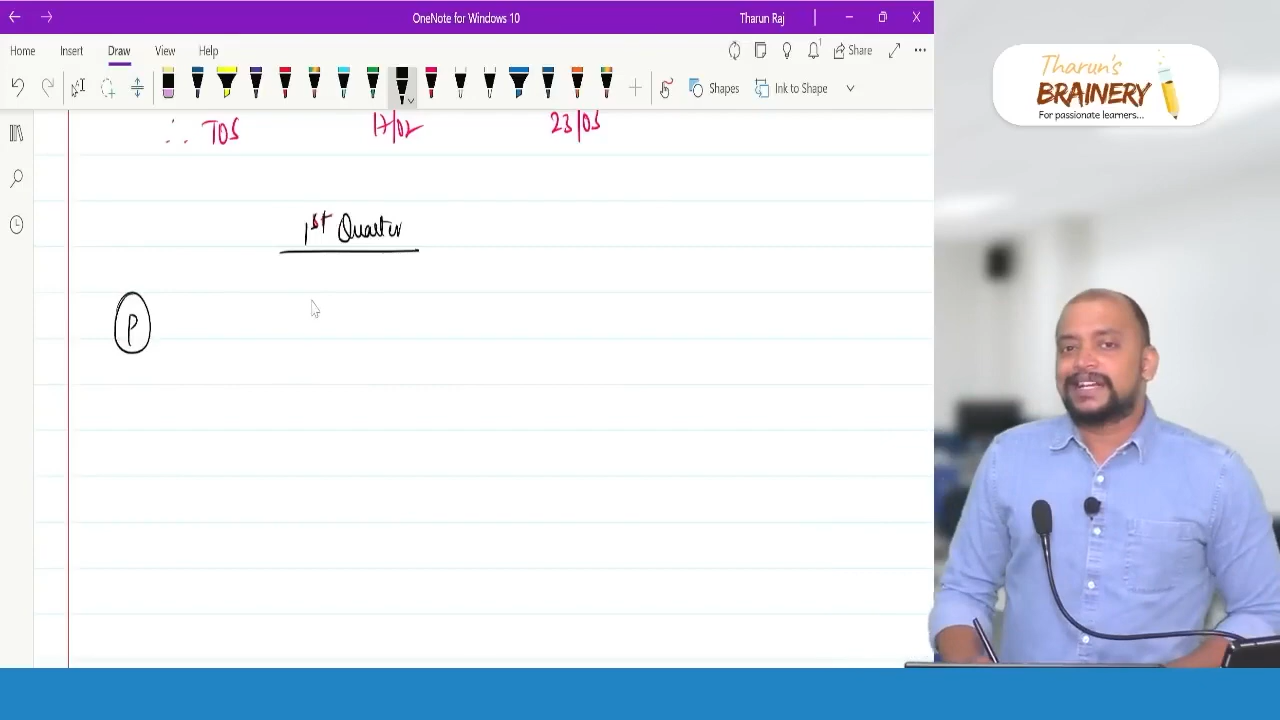 OneNote for Windows 10
Tharun Raj
Home Insert Draw View Help
Share
Shapes Ink to Shape
∴ TOS 17/02 23/05
1st Quarter
P
Tharun's
BRAINERY
For passionate learners...